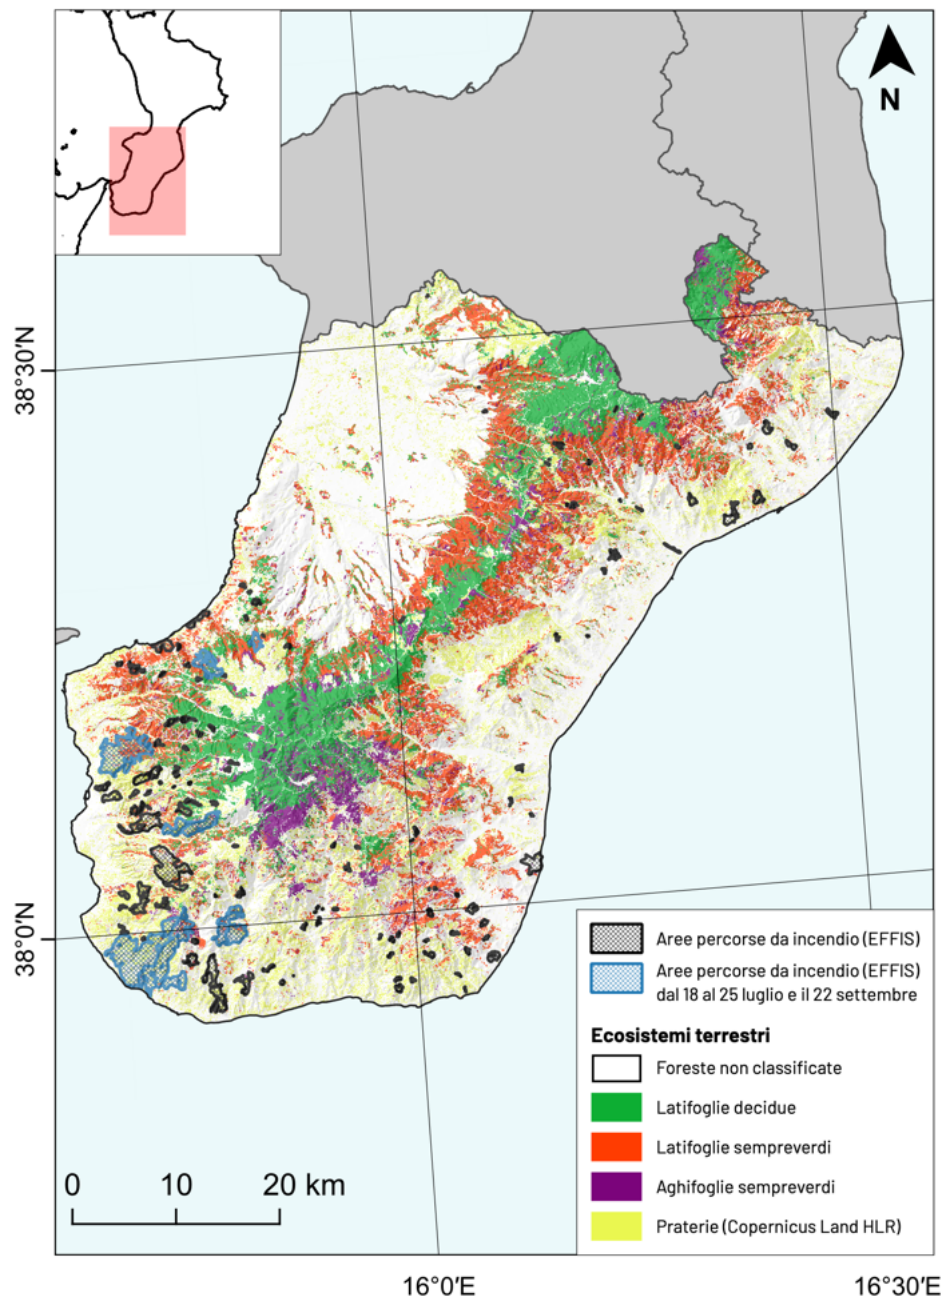 N
38°30′N
38°0′N
Aree percorse da incendio (EFFIS)
Aree percorse da incendio (EFFIS)
dal 18 al 25 luglio e il 22 settembre
Ecosistemi terrestri
Foreste non classificate
Latifoglie decidue
Latifoglie sempreverdi
Aghifoglie sempreverdi
Praterie (Copernicus Land HLR)
0 10 20 km
16°0′E
16°30′E